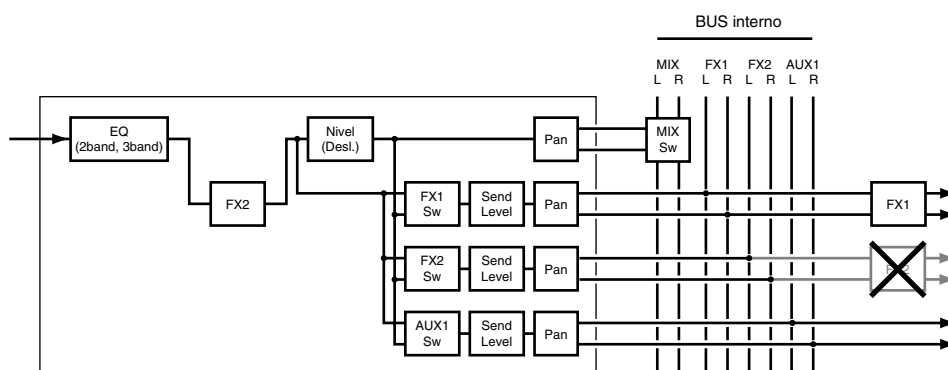 BUS interno
MIX FX1 FX2 AUX1
L R L R L R L R
EQ
(2band, 3band)
FX2
Nivel
(Desl.)
Pan
MIX
Sw
FX1
Sw
Send
Level
Pan
FX1
FX2
Sw
Send
Level
Pan
AUX1
Sw
Send
Level
Pan